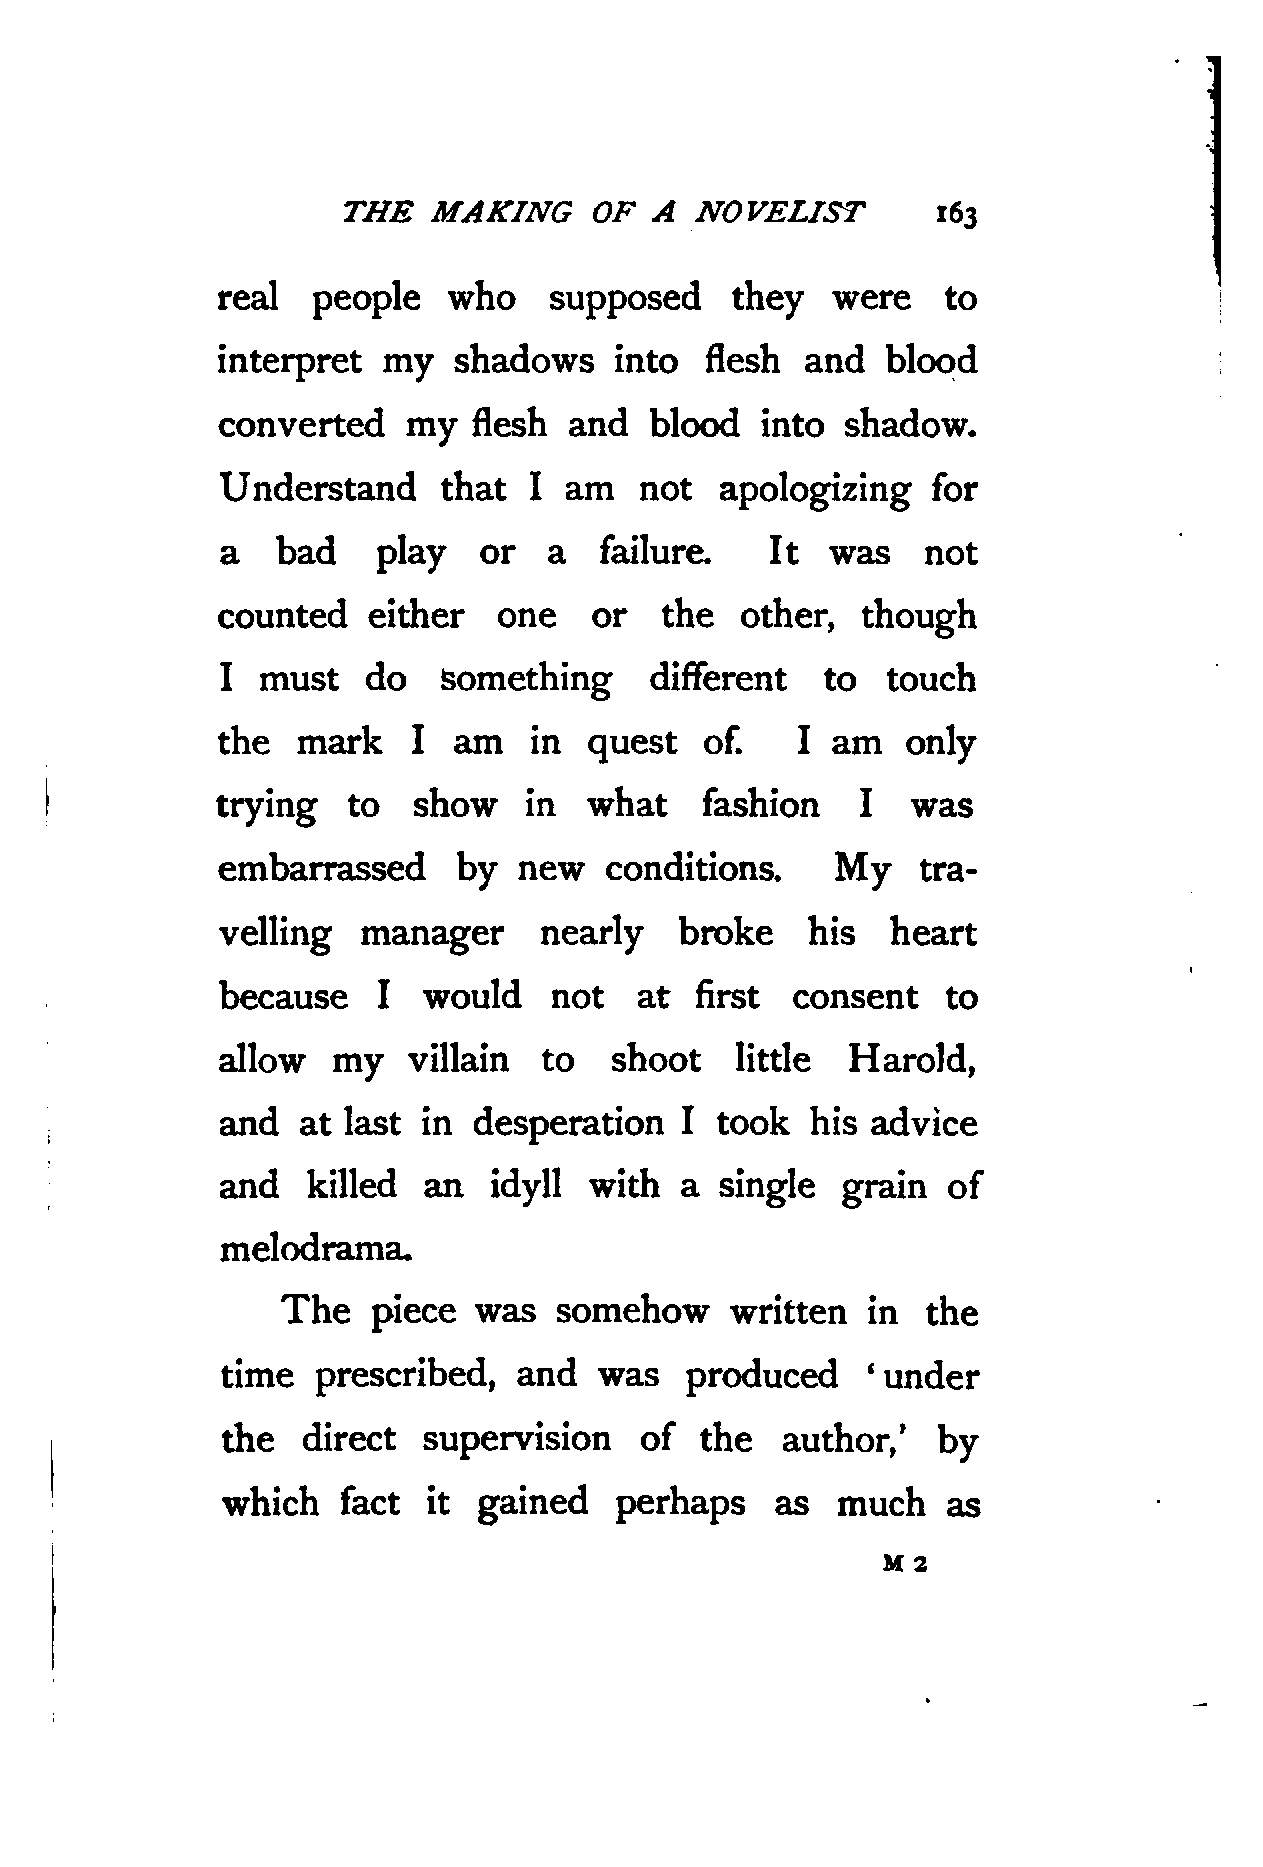 THE MAKING OF A NOVELIST 163
real people who supposed they were to
interpret my shadows into flesh and blood
converted my flesh and blood into shadow.
Understand that I am not apologizing for
a bad play or a failure. It was not
counted either one or the other, though
I must do something different to touch
the mark I am in quest of. I am only
trying to show in what fashion I was
embarrassed by new conditions. My tra-
velling manager nearly broke his heart
because I would not at first consent to
allow my villain to shoot little Harold,
and at last in desperation I took his advice
and killed an idyll with a single grain of
melodrama.
The piece was somehow written in the
time prescribed, and was produced ‘under
the direct supervision of the author,’ by
which fact it gained perhaps as much as
M 2